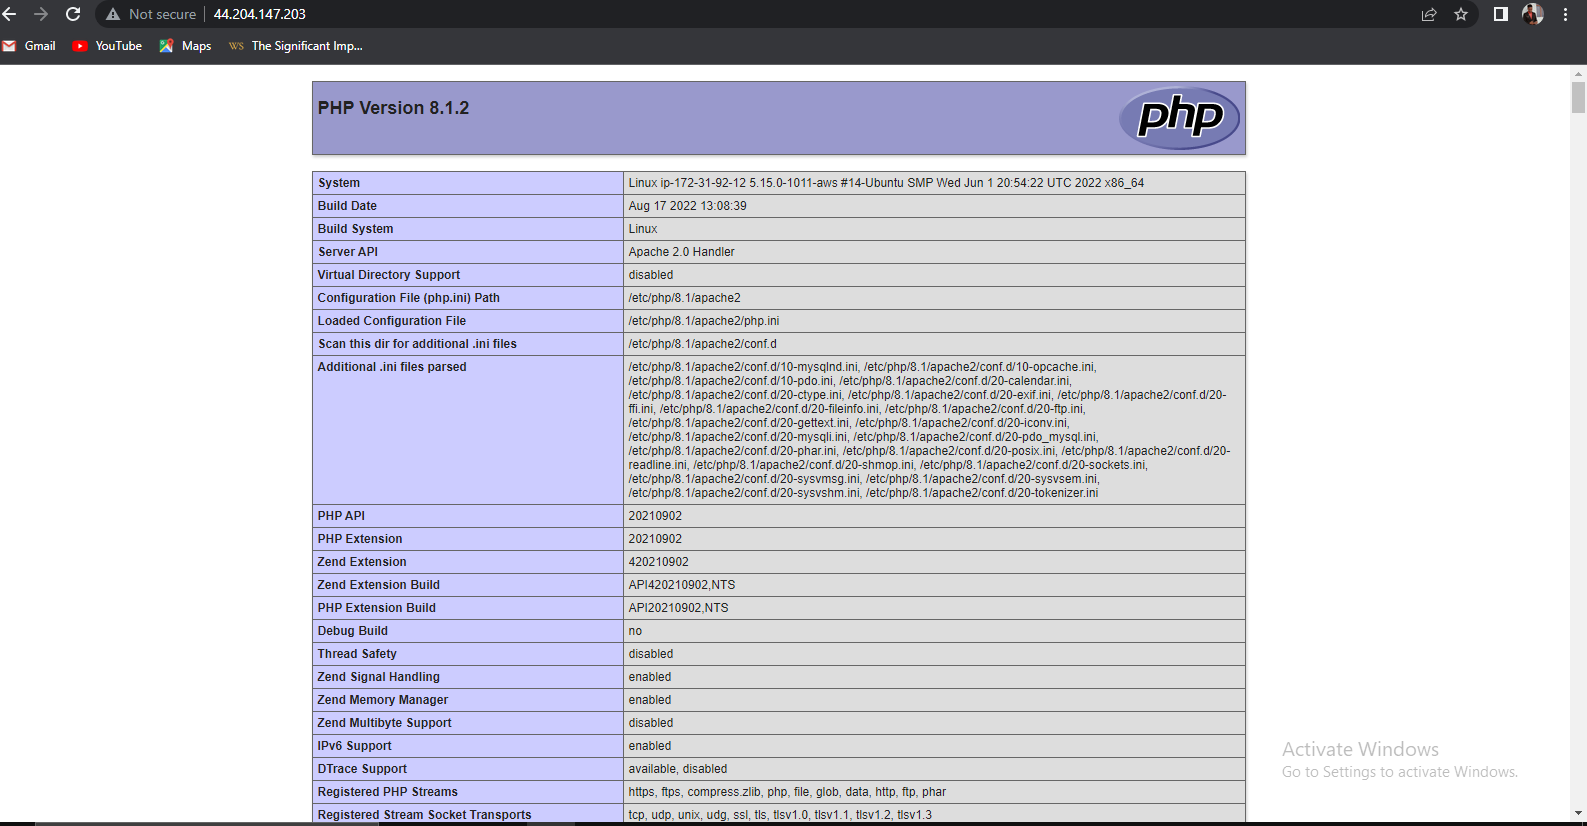 Not secure 44.204.147.203
Gmail YouTube Maps WS The Significant Imp...
PHP Version 8.1.2
php
System Linux ip-172-31-92-12 5.15.0-1011-aws #14-Ubuntu SMP Wed Jun 1 20:54:22 UTC 2022 x86_64
Build Date Aug 17 2022 13:08:39
Build System Linux
Server API Apache 2.0 Handler
Virtual Directory Support disabled
Configuration File (php.ini) Path /etc/php/8.1/apache2
Loaded Configuration File /etc/php/8.1/apache2/php.ini
Scan this dir for additional .ini files /etc/php/8.1/apache2/conf.d
Additional .ini files parsed /etc/php/8.1/apache2/conf.d/10-mysqlnd.ini, /etc/php/8.1/apache2/conf.d/10-opcache.ini,
/etc/php/8.1/apache2/conf.d/10-pdo.ini, /etc/php/8.1/apache2/conf.d/20-calendar.ini,
/etc/php/8.1/apache2/conf.d/20-ctype.ini, /etc/php/8.1/apache2/conf.d/20-exif.ini, /etc/php/8.1/apache2/conf.d/20-
ffi.ini, /etc/php/8.1/apache2/conf.d/20-fileinfo.ini, /etc/php/8.1/apache2/conf.d/20-ftp.ini,
/etc/php/8.1/apache2/conf.d/20-gettext.ini, /etc/php/8.1/apache2/conf.d/20-iconv.ini,
/etc/php/8.1/apache2/conf.d/20-mysqli.ini, /etc/php/8.1/apache2/conf.d/20-pdo_mysql.ini,
/etc/php/8.1/apache2/conf.d/20-phar.ini, /etc/php/8.1/apache2/conf.d/20-posix.ini, /etc/php/8.1/apache2/conf.d/20-
readline.ini, /etc/php/8.1/apache2/conf.d/20-shmop.ini, /etc/php/8.1/apache2/conf.d/20-sockets.ini,
/etc/php/8.1/apache2/conf.d/20-sysvmsg.ini, /etc/php/8.1/apache2/conf.d/20-sysvsem.ini,
/etc/php/8.1/apache2/conf.d/20-sysvshm.ini, /etc/php/8.1/apache2/conf.d/20-tokenizer.ini
PHP API 20210902
PHP Extension 20210902
Zend Extension 420210902
Zend Extension Build API420210902,NTS
PHP Extension Build API20210902,NTS
Debug Build no
Thread Safety disabled
Zend Signal Handling enabled
Zend Memory Manager enabled
Zend Multibyte Support disabled
IPv6 Support enabled
DTrace Support available, disabled
Registered PHP Streams https, ftps, compress.zlib, php, file, glob, data, http, ftp, phar
Registered Stream Socket Transports tcp, udp, unix, udg, ssl, tls, tlsv1.0, tlsv1.1, tlsv1.2, tlsv1.3
Activate Windows
Go to Settings to activate Windows.